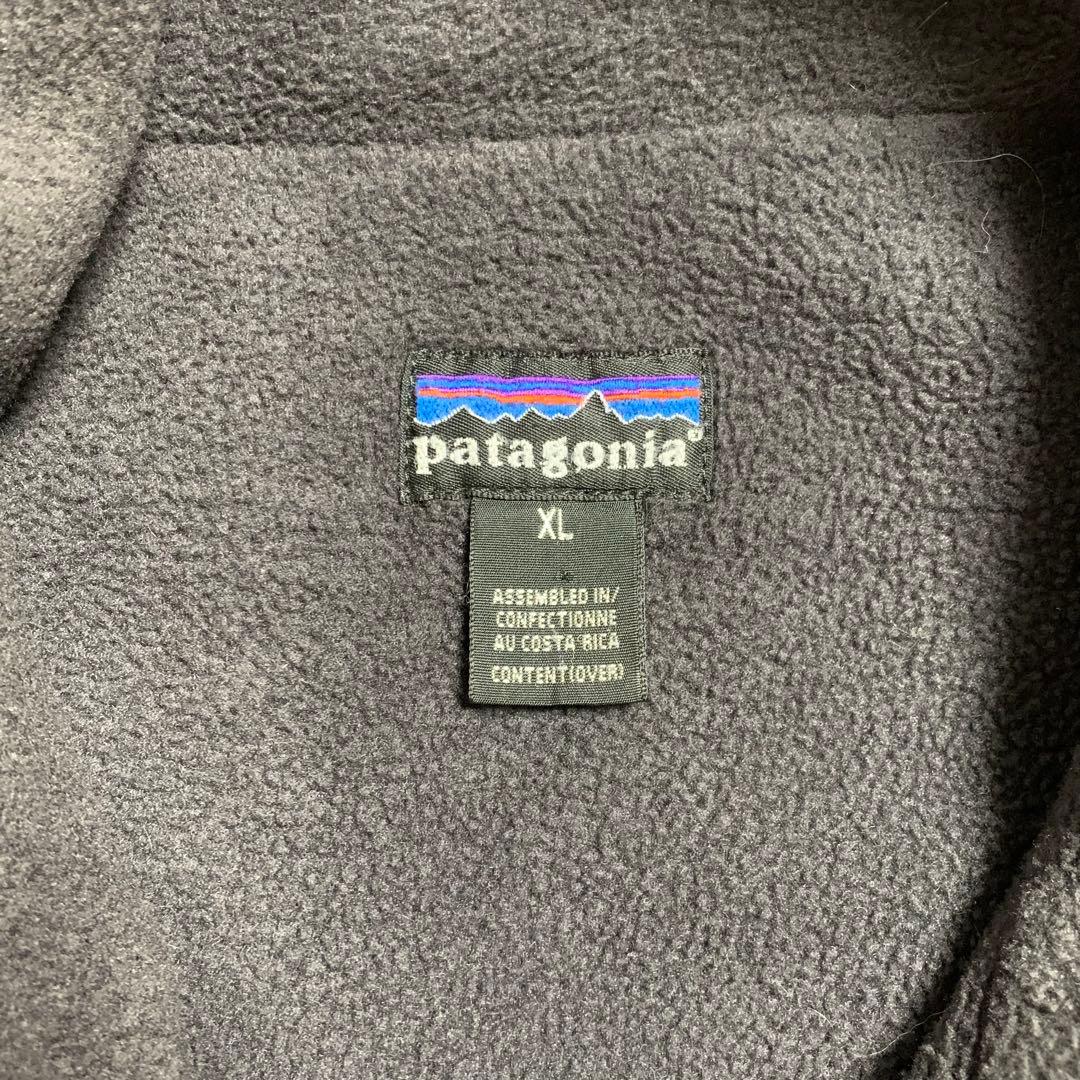 patagonia®
XL
ASSEMBLED IN/
CONFECTIONNE
AU COSTA RICA
CONTENT(OVER)